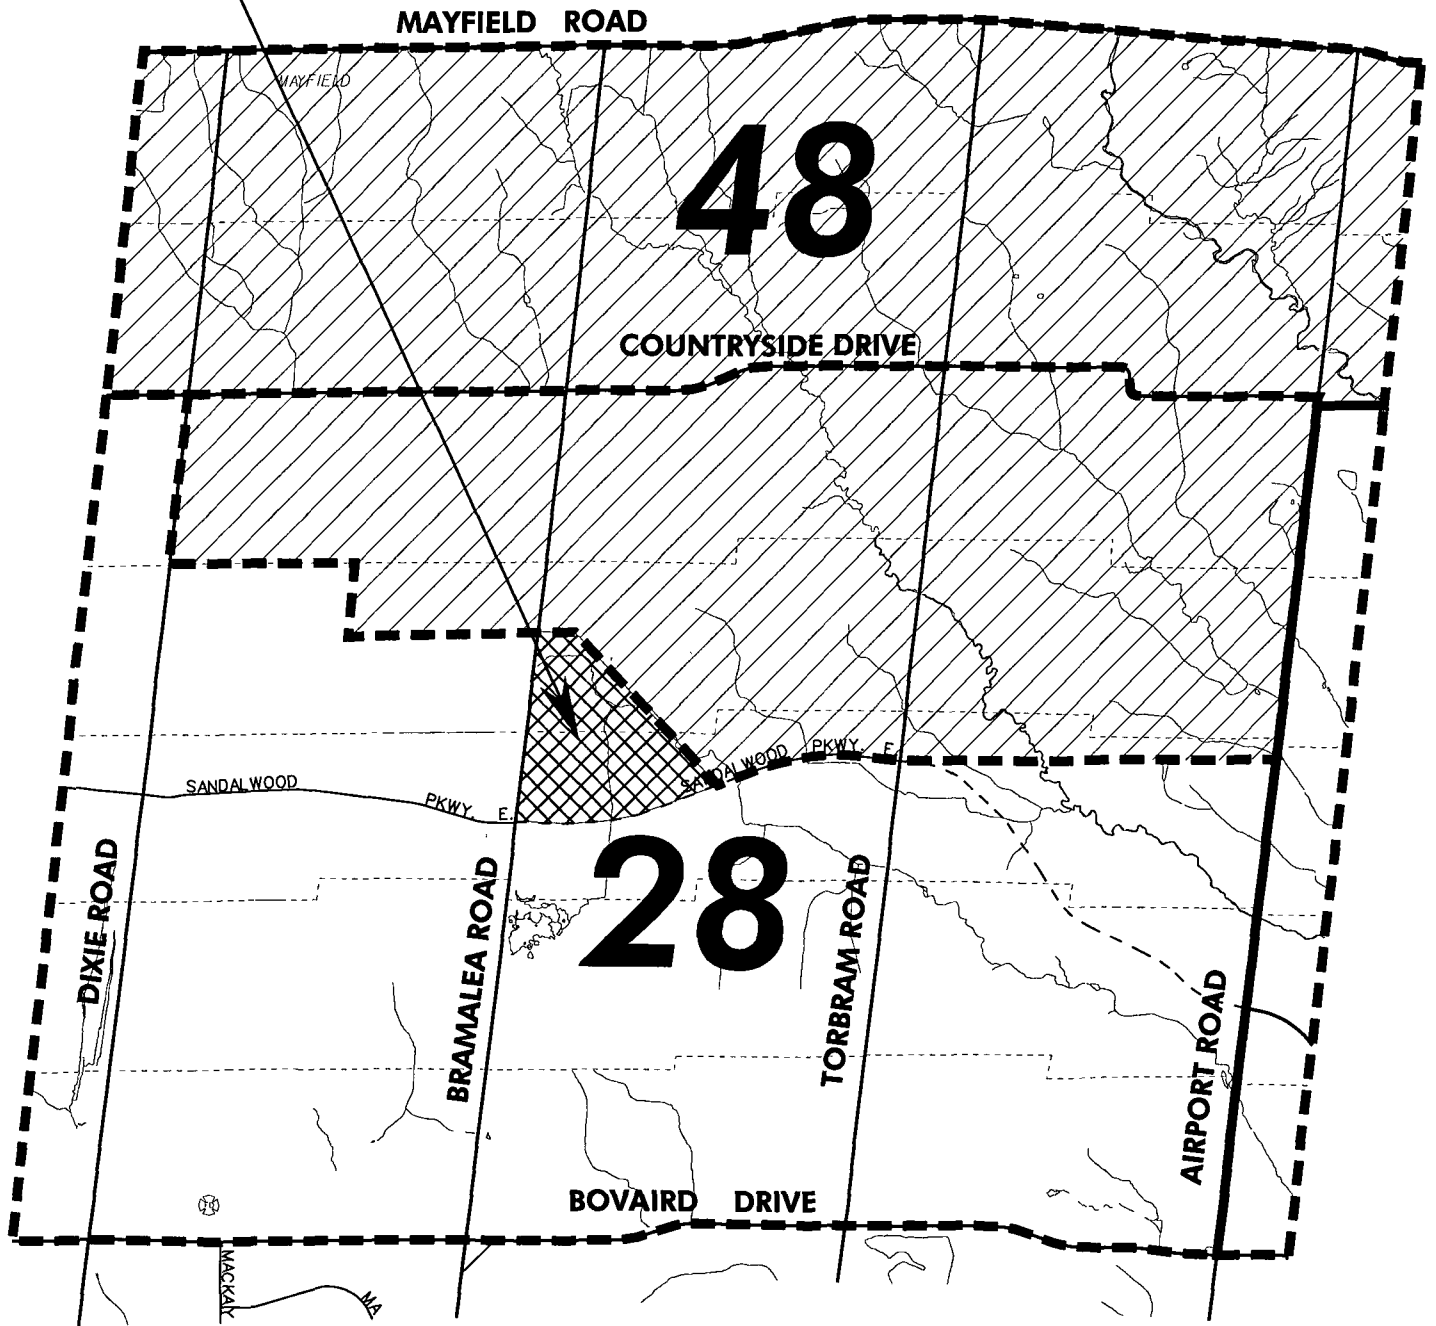 MAYFIELD ROAD
MAYFIELD
48
COUNTRYSIDE DRIVE
SANDALWOOD PKWY. E.
SANDALWOOD PKWY. E.
28
DIXIE ROAD
BRAMALEA ROAD
TORBRAM ROAD
AIRPORT ROAD
BOVAIRD DRIVE
MACKAY
MA